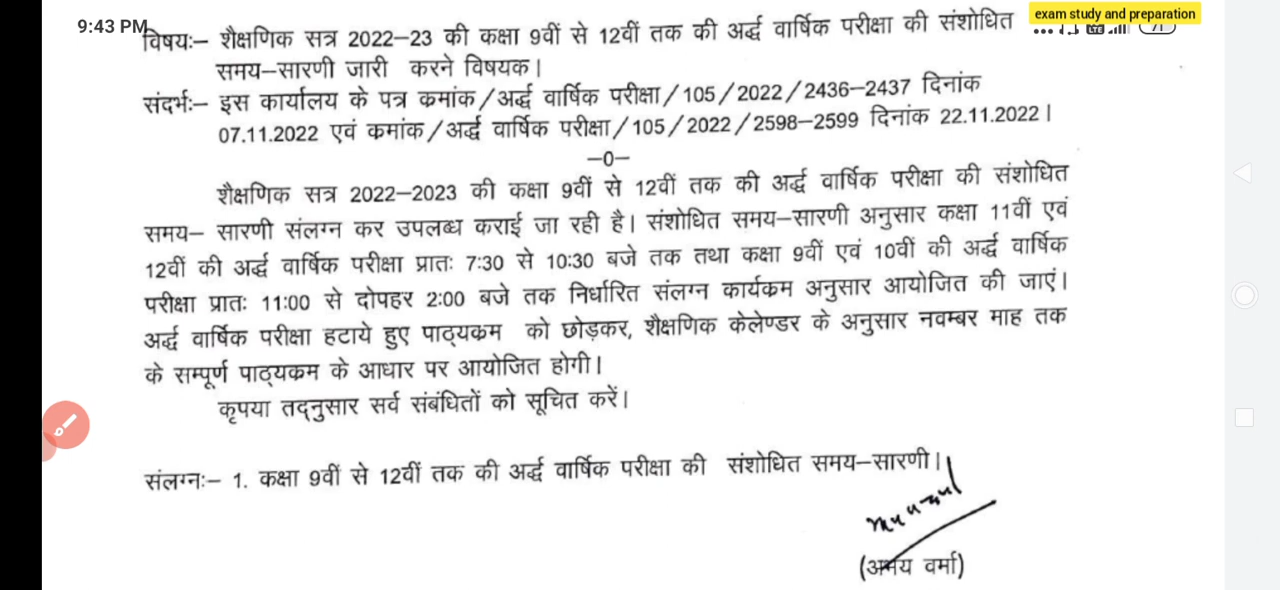 9:43 PM
exam study and preparation
LTE
71
विषयः– शैक्षणिक सत्र 2022–23 की कक्षा 9वीं से 12वीं तक की अर्द्ध वार्षिक परीक्षा की संशोधित
समय–सारणी जारी करने विषयक।
संदर्भः– इस कार्यालय के पत्र कमांक/अर्द्ध वार्षिक परीक्षा/105/2022/2436–2437 दिनांक
07.11.2022 एवं कमांक/अर्द्ध वार्षिक परीक्षा/105/2022/2598–2599 दिनांक 22.11.2022।
–0–
शैक्षणिक सत्र 2022–2023 की कक्षा 9वीं से 12वीं तक की अर्द्ध वार्षिक परीक्षा की संशोधित
समय– सारणी संलग्न कर उपलब्ध कराई जा रही है। संशोधित समय–सारणी अनुसार कक्षा 11वीं एवं
12वीं की अर्द्ध वार्षिक परीक्षा प्रातः 7:30 से 10:30 बजे तक तथा कक्षा 9वीं एवं 10वीं की अर्द्ध वार्षिक
परीक्षा प्रातः 11:00 से दोपहर 2:00 बजे तक निर्धारित संलग्न कार्यकम अनुसार आयोजित की जाएं।
अर्द्ध वार्षिक परीक्षा हटाये हुए पाठ्यकम को छोड़कर, शैक्षणिक केलेण्डर के अनुसार नवम्बर माह तक
के सम्पूर्ण पाठ्यकम के आधार पर आयोजित होगी।
कृपया तद्नुसार सर्व संबंधितों को सूचित करें।
संलग्नः– 1. कक्षा 9वीं से 12वीं तक की अर्द्ध वार्षिक परीक्षा की संशोधित समय–सारणी।
(अभय वर्मा)